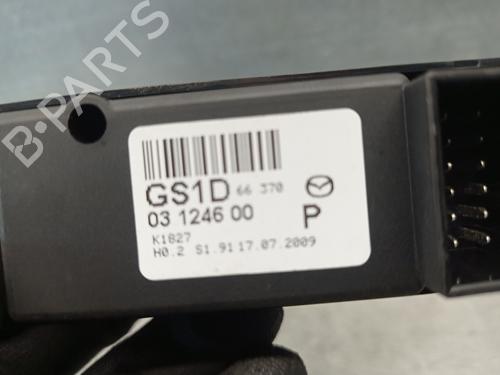 B-PARTS
GS1D 66 370
03 1246 00 P
K1827
H0.2 S1.91 17.07.2009